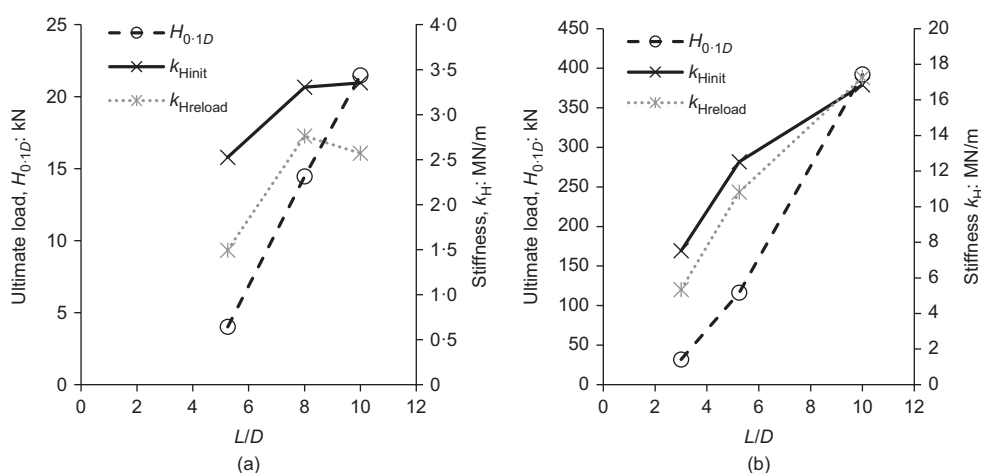 25
20
15
10
5
0
Ultimate load, H0·1D: kN
H0·1D
kHinit
kHreload
4·0
3·5
3·0
2·5
2·0
1·5
1·0
0·5
0
Stiffness, kH: MN/m
0 2 4 6 8 10 12
L/D
(a)
450
400
350
300
250
200
150
100
50
0
Ultimate load, H0·1D: kN
H0·1D
kHinit
kHreload
20
18
16
14
12
10
8
6
4
2
0
Stiffness kH: MN/m
0 2 4 6 8 10 12
L/D
(b)